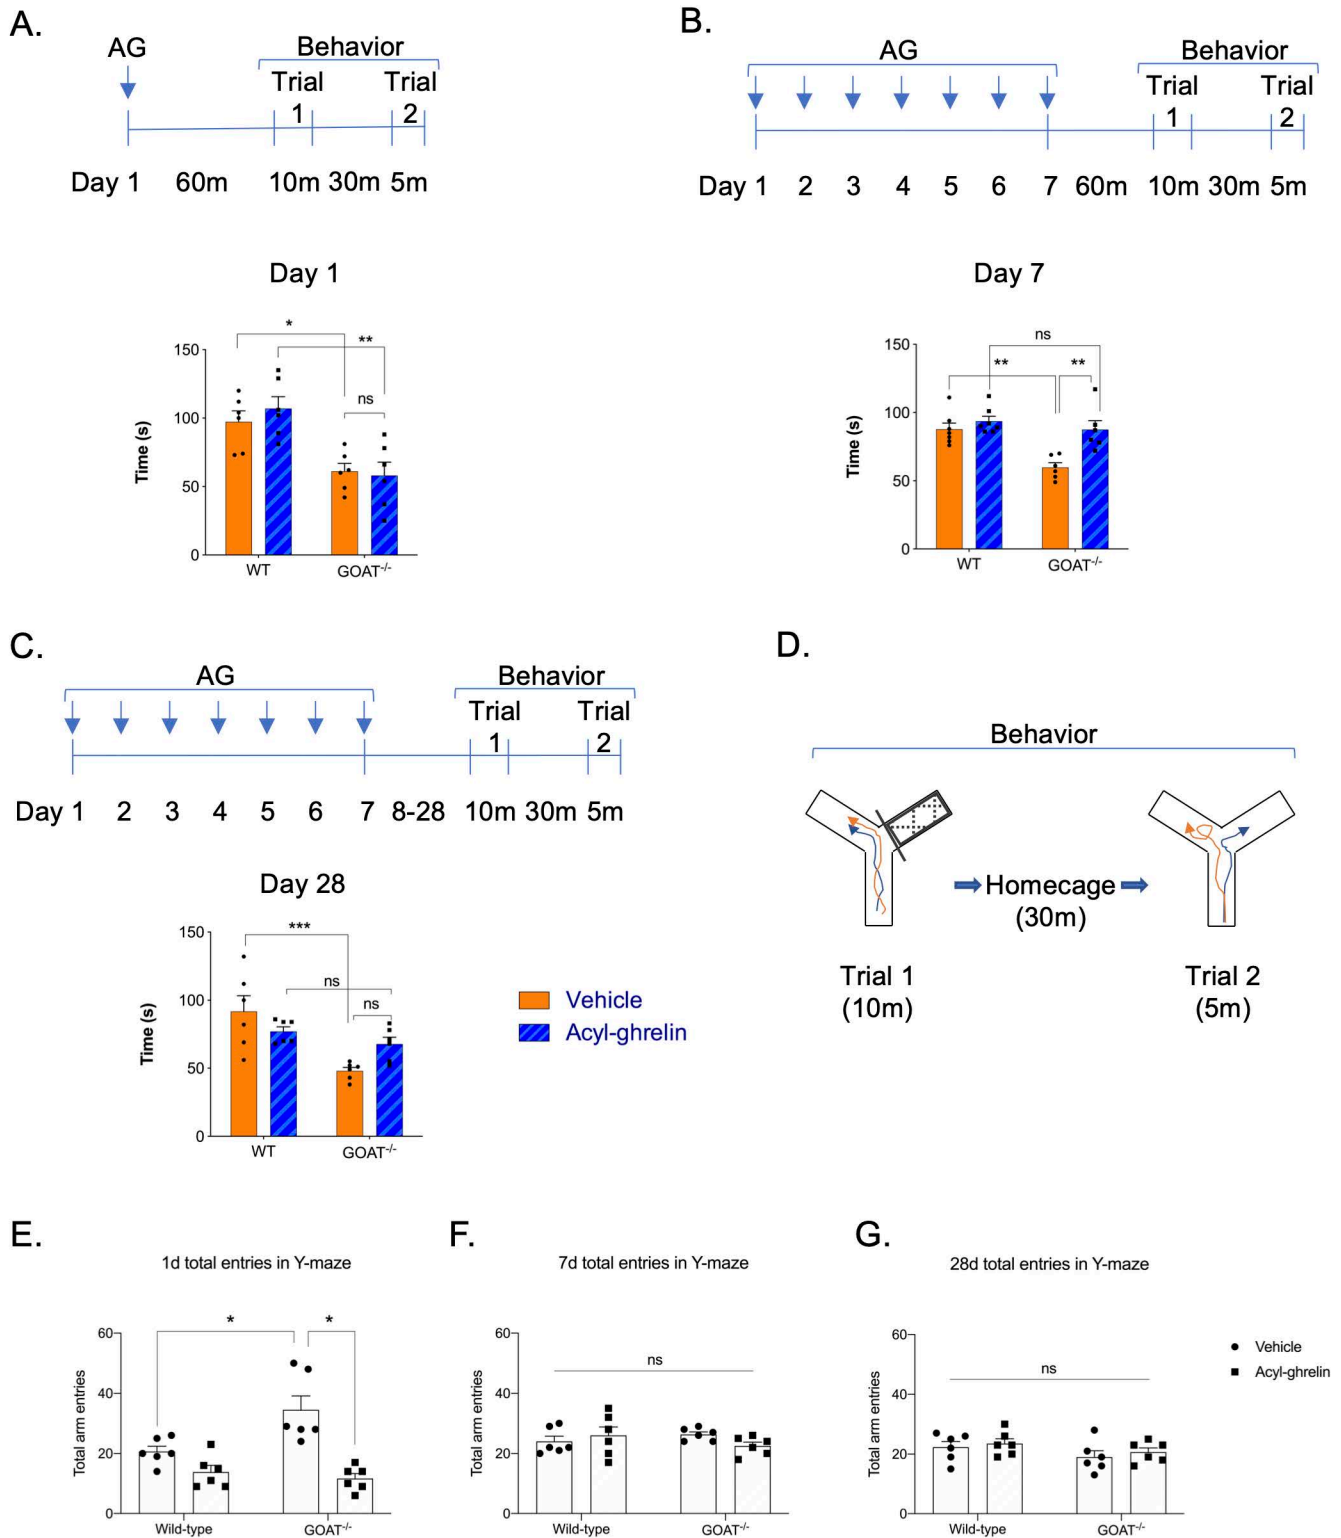 A.
AG
Behavior
Trial
1
Trial
2
Day 1 60m 10m 30m 5m
Day 1
*
**
ns
150
100
50
0
Time (s)
WT
GOAT-/-
B.
AG
Behavior
Trial
1
Trial
2
Day 1 2 3 4 5 6 7 60m 10m 30m 5m
Day 7
ns
**
**
150
100
50
0
Time (s)
WT
GOAT-/-
C.
AG
Behavior
Trial
1
Trial
2
Day 1 2 3 4 5 6 7 8-28 10m 30m 5m
Day 28
***
ns
ns
150
100
50
0
Time (s)
WT
GOAT-/-
Vehicle
Acyl-ghrelin
D.
Behavior
Homecage
(30m)
Trial 1
(10m)
Trial 2
(5m)
E.
1d total entries in Y-maze
*
*
60
40
20
0
Total arm entries
Wild-type
GOAT-/-
F.
7d total entries in Y-maze
ns
60
40
20
0
Total arm entries
Wild-type
GOAT-/-
G.
28d total entries in Y-maze
ns
60
40
20
0
Total arm entries
Wild-type
GOAT-/-
Vehicle
Acyl-ghrelin